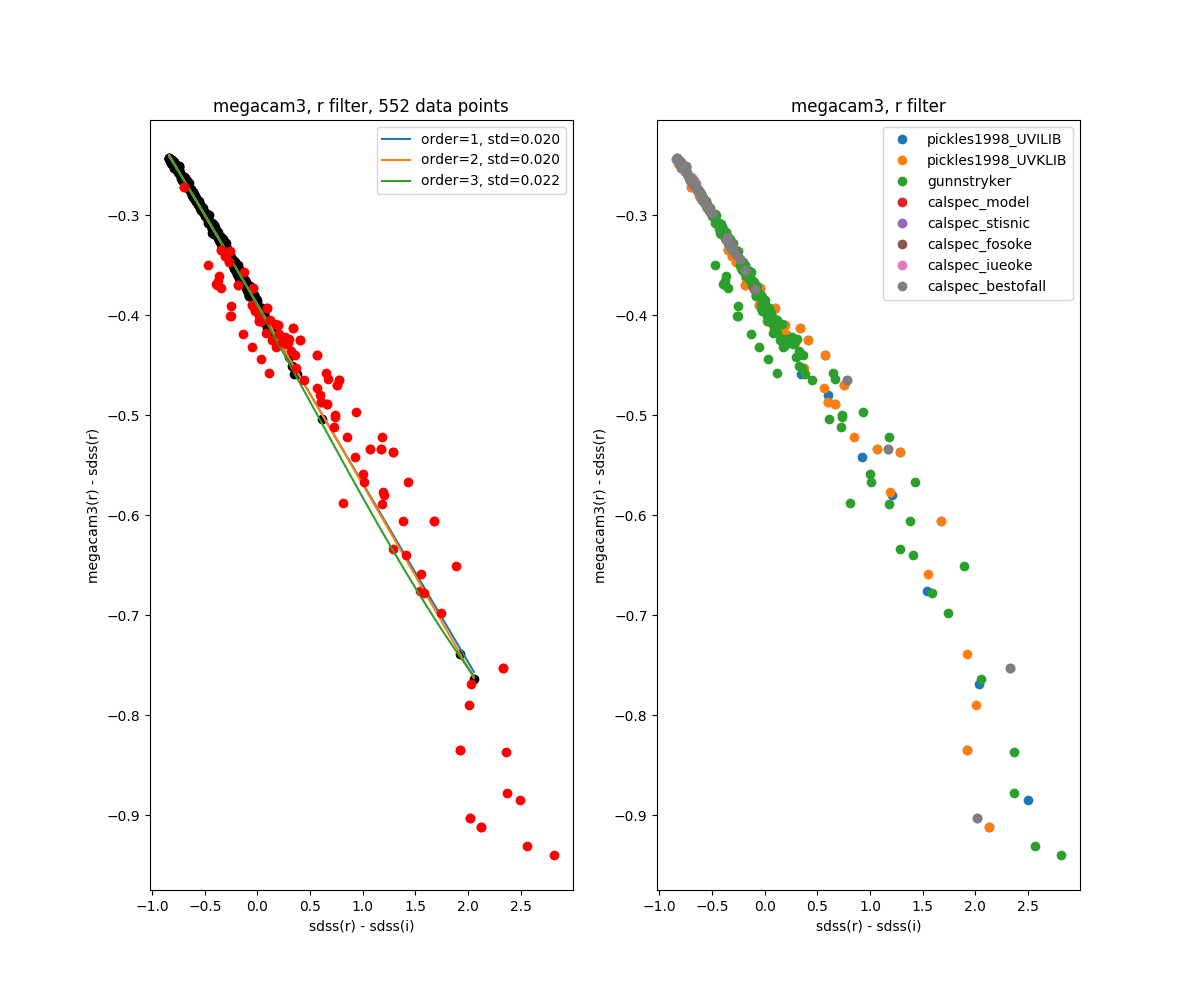 megacam3, r filter, 552 data points
order=1, std=0.020
order=2, std=0.020
order=3, std=0.022
−0.3
−0.4
−0.5
−0.6
−0.7
−0.8
−0.9
megacam3(r) - sdss(r)
−1.0 −0.5 0.0 0.5 1.0 1.5 2.0 2.5
sdss(r) - sdss(i)
megacam3, r filter
pickles1998_UVILIB
pickles1998_UVKLIB
gunnstryker
calspec_model
calspec_stisnic
calspec_fosoke
calspec_iueoke
calspec_bestofall
−0.3
−0.4
−0.5
−0.6
−0.7
−0.8
−0.9
megacam3(r) - sdss(r)
−1.0 −0.5 0.0 0.5 1.0 1.5 2.0 2.5
sdss(r) - sdss(i)